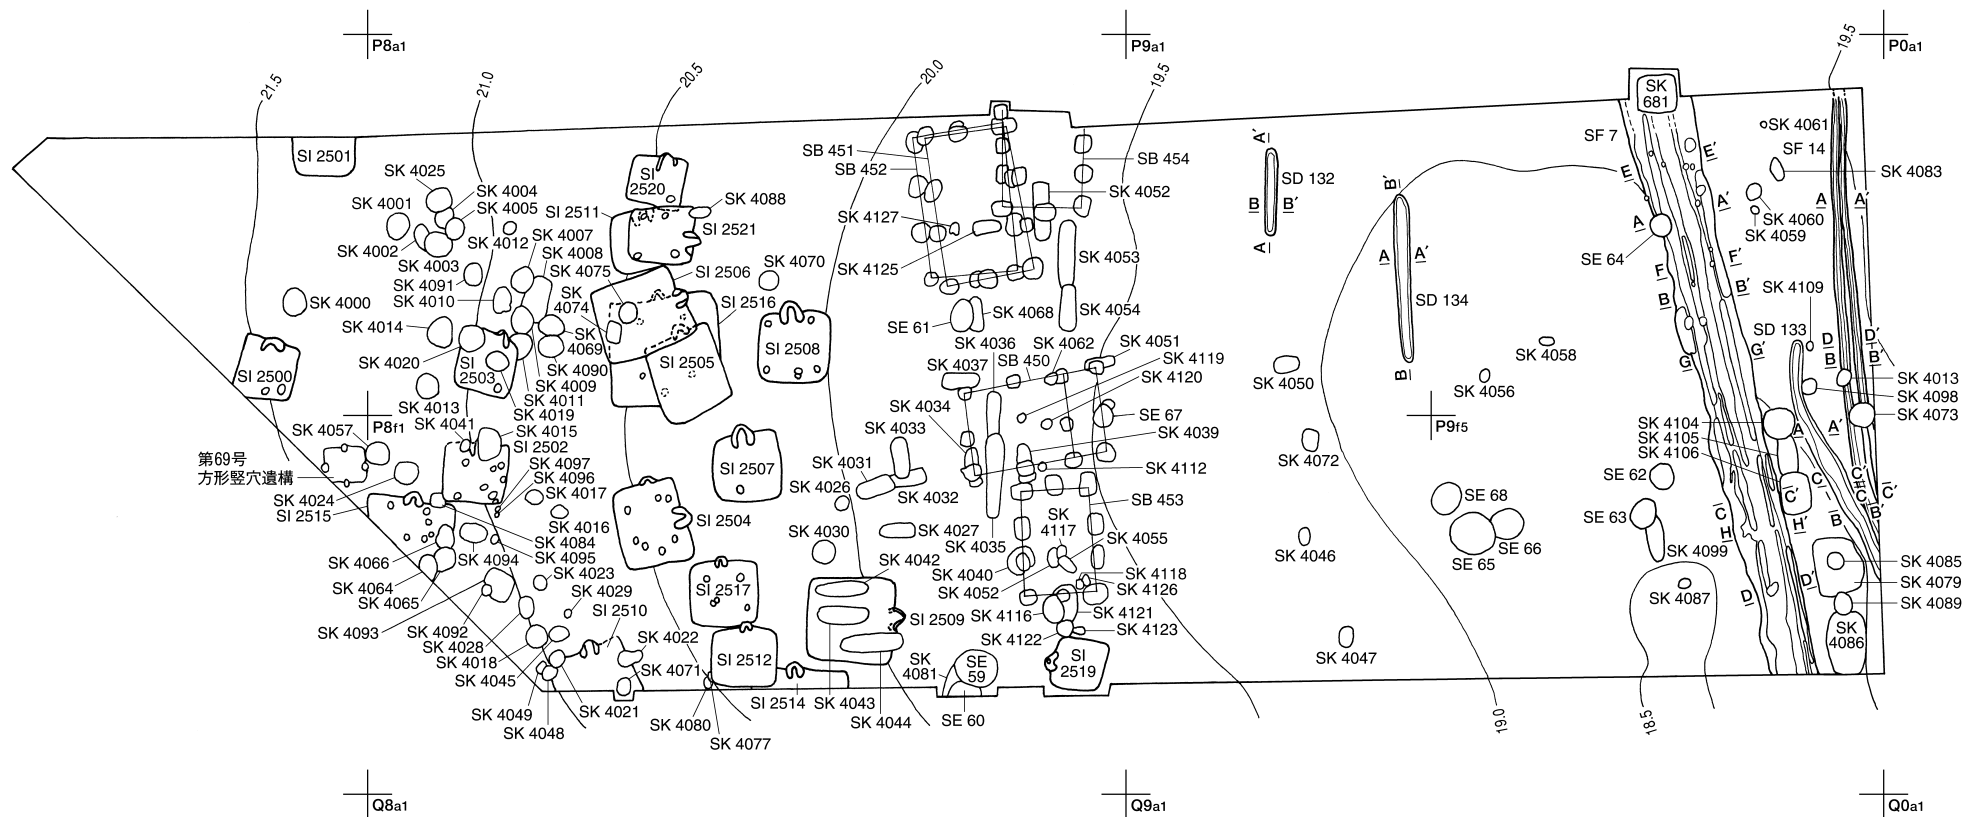 P8a1
P9a1
P0a1
21.5
21.0
20.5
20.0
19.5
19.5
SI 2501
SK 4025
SK 4004
SK 4005
SK 4001
SK 4002
SK 4003
SK 4012
SK 4007
SK 4008
SK 4091
SK 4010
SK 4075
SK
4074
SK 4000
SK 4014
SK 4020
SK
4069
SK 4090
SK 4009
SK 4011
SK 4019
SK 4015
SI 2500
SI
2503
SK 4013
SK 4041
P8f1
SI
2520
SK 4088
SI 2511
SI 2521
SI 2506
SI 2516
SI 2505
SK 4070
SI 2508
SB 451
SB 452
SK 4127
SK 4125
SB 454
SK 4052
SK 4053
SK 4054
SE 61
SK 4068
SK 4036
SB 450
SK 4062
SK 4051
SK 4119
SK 4120
SK 4037
SK 4034
SK 4033
SE 67
SK 4039
SK 4112
SB 453
SK 4031
SK 4026
SK 4032
SK 4030
SK 4027
SK 4035
SK
4117
SK 4055
SK 4042
SK 4040
SK 4052
SK 4118
SK 4126
SK 4116
SK 4121
SK 4122
SK 4123
SK 4057
第69号
方形竪穴遺構
SK 4024
SI 2515
SI 2502
SK 4097
SK 4096
SK 4017
SK 4016
SK 4084
SK 4095
SK 4094
SK 4066
SK 4064
SK 4065
SK 4093
SK 4092
SK 4028
SK 4018
SK 4045
SK 4023
SK 4029
SI 2510
SK 4022
SK 4071
SK 4049
SK 4048
SK 4021
SK 4080
SK 4077
SI 2507
SI 2504
SI 2517
SI 2512
SI 2514
SK 4043
SK 4044
SI 2509
SK
4081
SE
59
SE 60
SI
2519
A'
SD 132
B
B'
A
B'
A
A'
SD 134
B
SK 4050
SK 4072
SK 4046
SK 4047
SK 4056
SK 4058
P9f5
SE 68
SE 66
SE 65
SE 62
SE 63
SK 4099
SK 4087
SK
681
SF 7
E'
E
A'
A
SE 64
F
F'
B
B'
G
G'
SK 4061
SF 14
SK 4083
SK 4060
SK 4059
A
A'
SK 4109
SD 133
D
D'
B
B'
SK 4013
SK 4098
SK 4073
SK 4104
SK 4105
SK 4106
A
A'
C'
C
C'
C
C'
B
B'
C
H
H'
D
D'
SK 4085
SK 4079
SK 4089
SK
4086
19.0
18.5
Q8a1
Q9a1
Q0a1